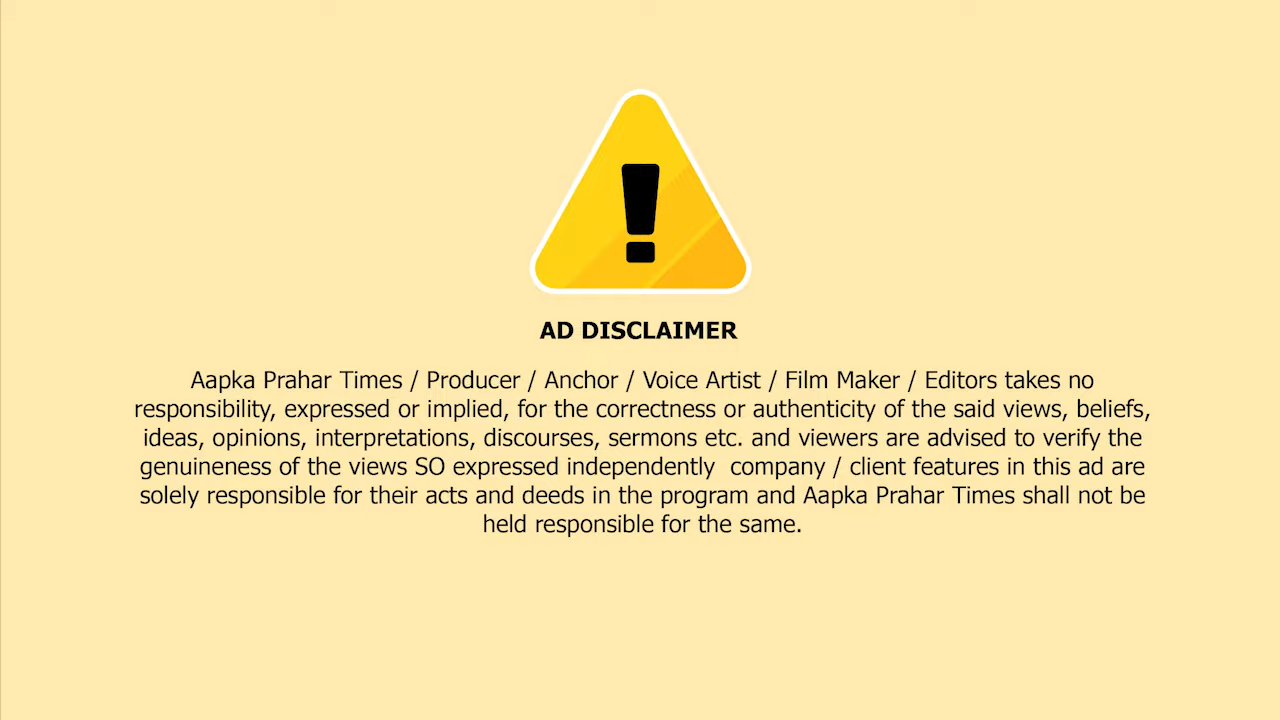 AD DISCLAIMER
Aapka Prahar Times / Producer / Anchor / Voice Artist / Film Maker / Editors takes no
responsibility, expressed or implied, for the correctness or authenticity of the said views, beliefs,
ideas, opinions, interpretations, discourses, sermons etc. and viewers are advised to verify the
genuineness of the views SO expressed independently  company / client features in this ad are
solely responsible for their acts and deeds in the program and Aapka Prahar Times shall not be
held responsible for the same.